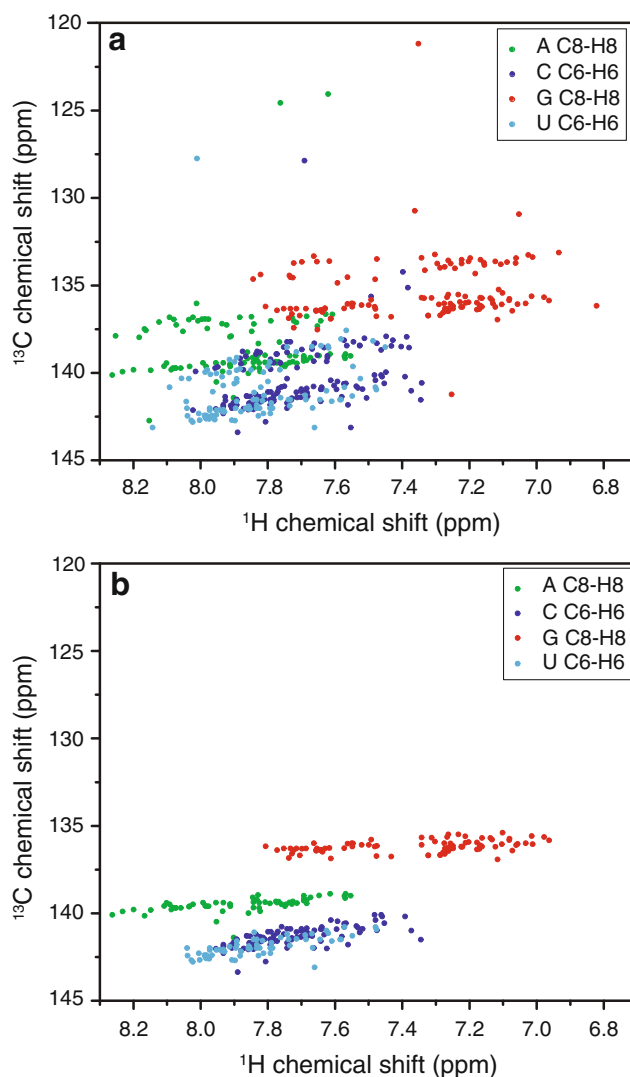 a
120
125
130
135
140
145
¹³C chemical shift (ppm)
A C8-H8
C C6-H6
G C8-H8
U C6-H6
8.2 8.0 7.8 7.6 7.4 7.2 7.0 6.8
¹H chemical shift (ppm)
b
120
125
130
135
140
145
¹³C chemical shift (ppm)
A C8-H8
C C6-H6
G C8-H8
U C6-H6
8.2 8.0 7.8 7.6 7.4 7.2 7.0 6.8
¹H chemical shift (ppm)